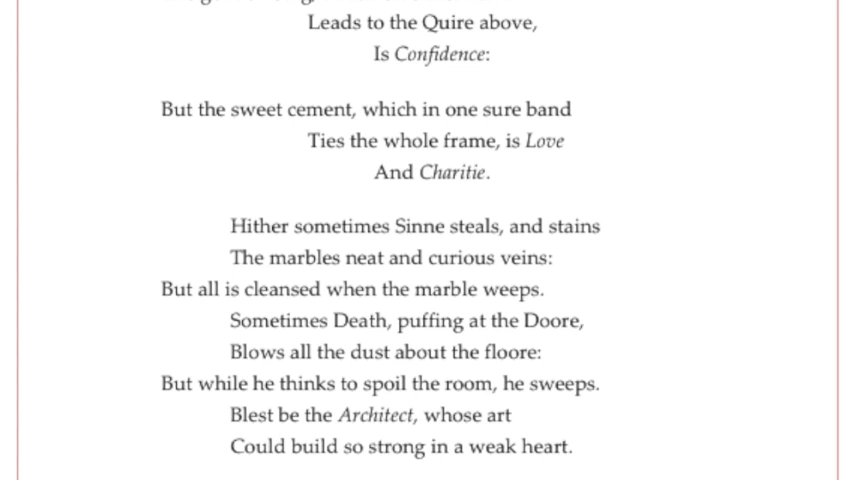 Leads to the Quire above,
Is Confidence:
But the sweet cement, which in one sure band
Ties the whole frame, is Love
And Charitie.
Hither sometimes Sinne steals, and stains
The marbles neat and curious veins:
But all is cleansed when the marble weeps.
Sometimes Death, puffing at the Doore,
Blows all the dust about the floore:
But while he thinks to spoil the room, he sweeps.
Blest be the Architect, whose art
Could build so strong in a weak heart.